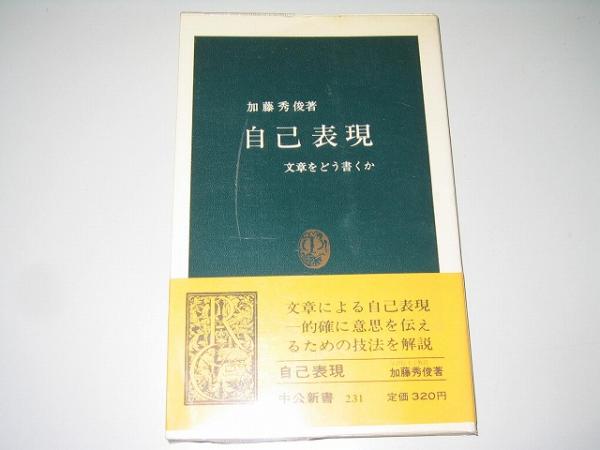 加藤秀俊著
自己表現
文章をどう書くか
文章による自己表現
―的確に意思を伝え
るための技法を解説
自己表現
加藤秀俊著
中公新書 231
定価 320円